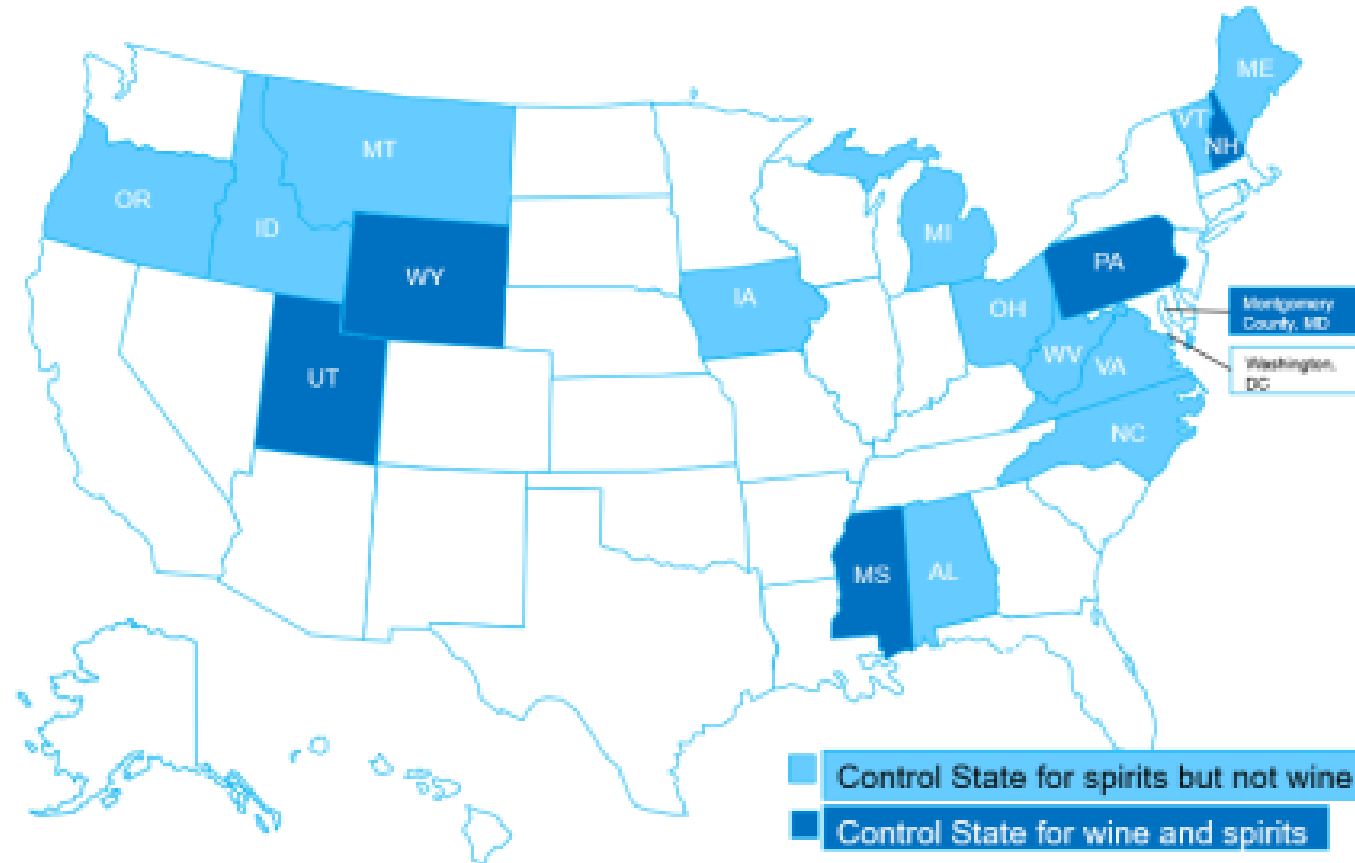 ME
VT
NH
MT
OR
ID
MI
WY
PA
IA
OH
Montgomery
County, MD
WV
VA
Washington,
DC
UT
NC
MS
AL
Control State for spirits but not wine
Control State for wine and spirits